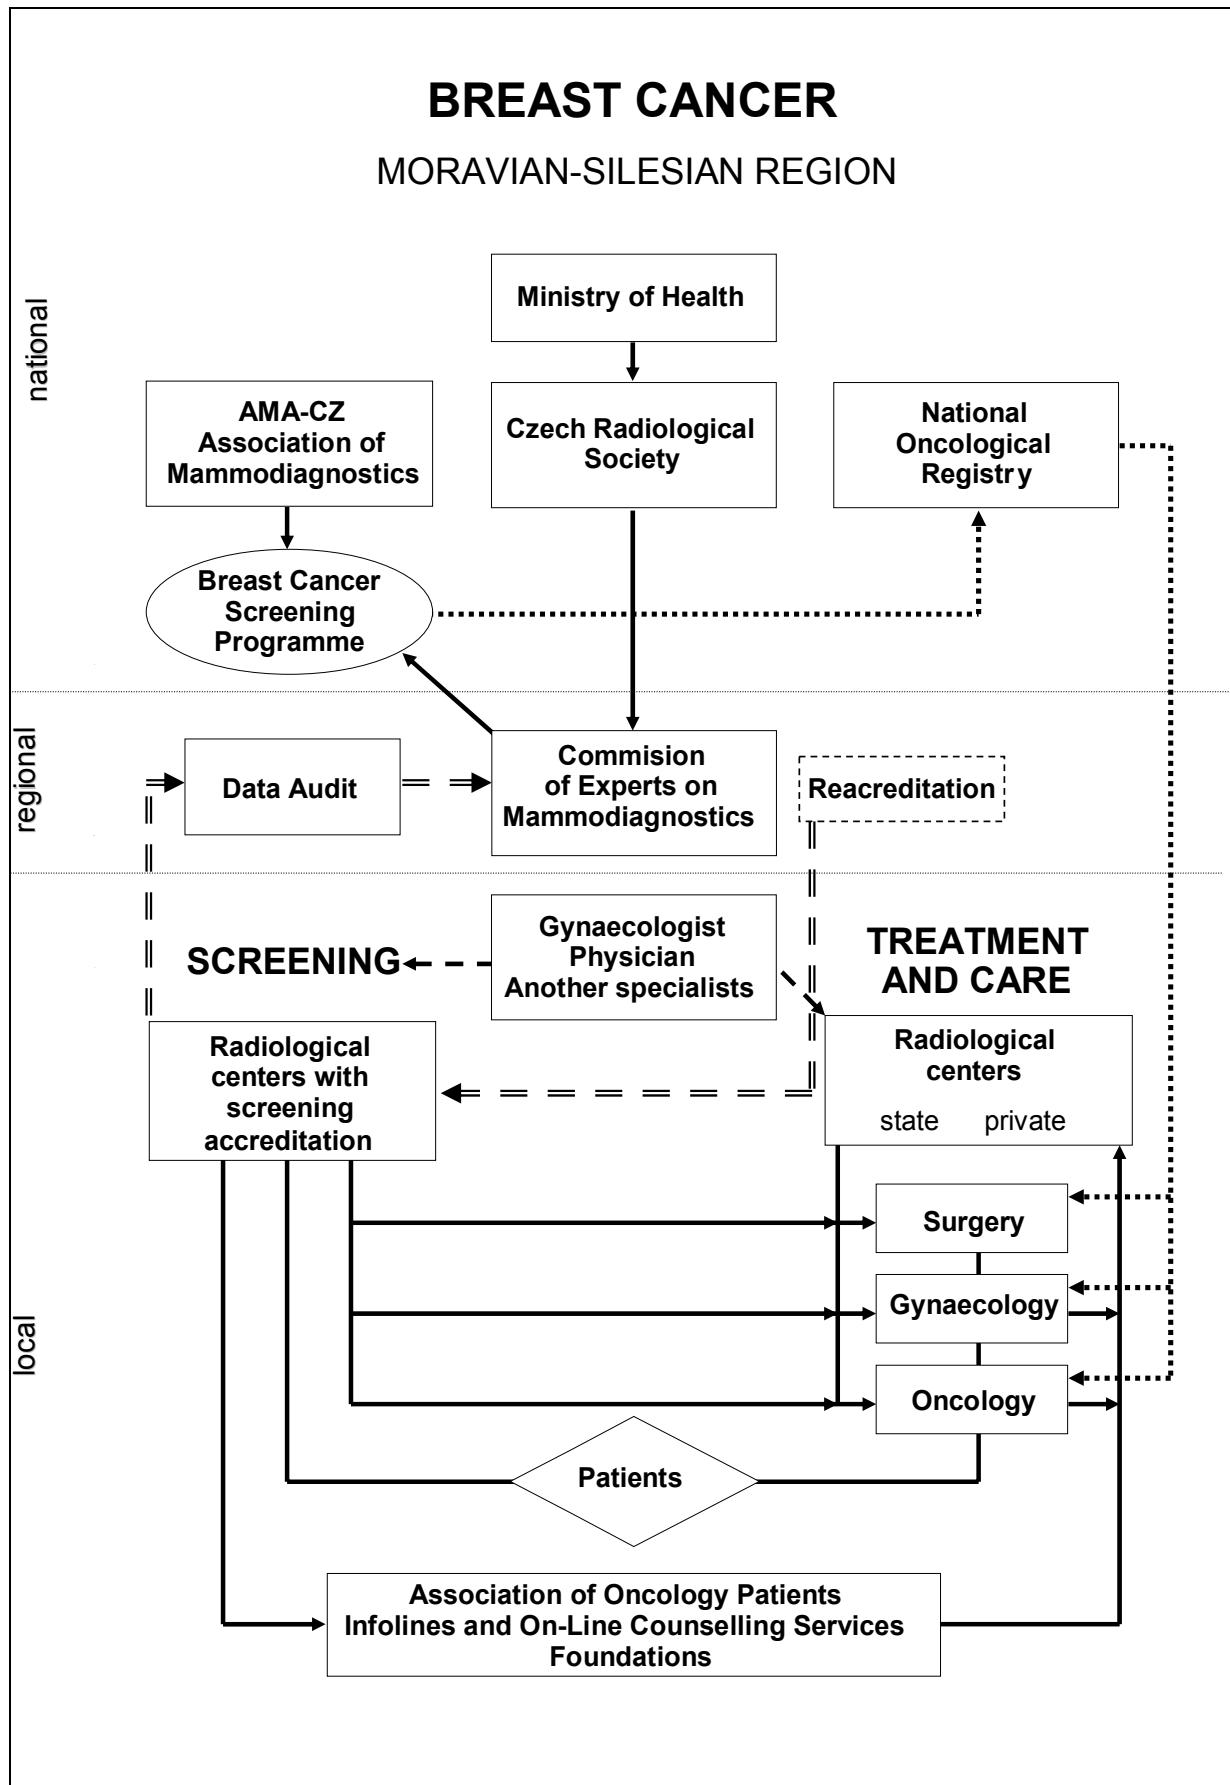 BREAST CANCER
MORAVIAN-SILESIAN REGION
national
Ministry of Health
AMA-CZ
Association of
Mammodiagnostics
Czech Radiological
Society
National
Oncological
Registry
Breast Cancer
Screening
Programme
regional
Data Audit
Commision
of Experts on
Mammodiagnostics
Reacreditation
local
SCREENING
Gynaecologist
Physician
Another specialists
TREATMENT
AND CARE
Radiological
centers with
screening
accreditation
Radiological
centers
state private
Surgery
Gynaecology
Oncology
Patients
Association of Oncology Patients
Infolines and On-Line Counselling Services
Foundations